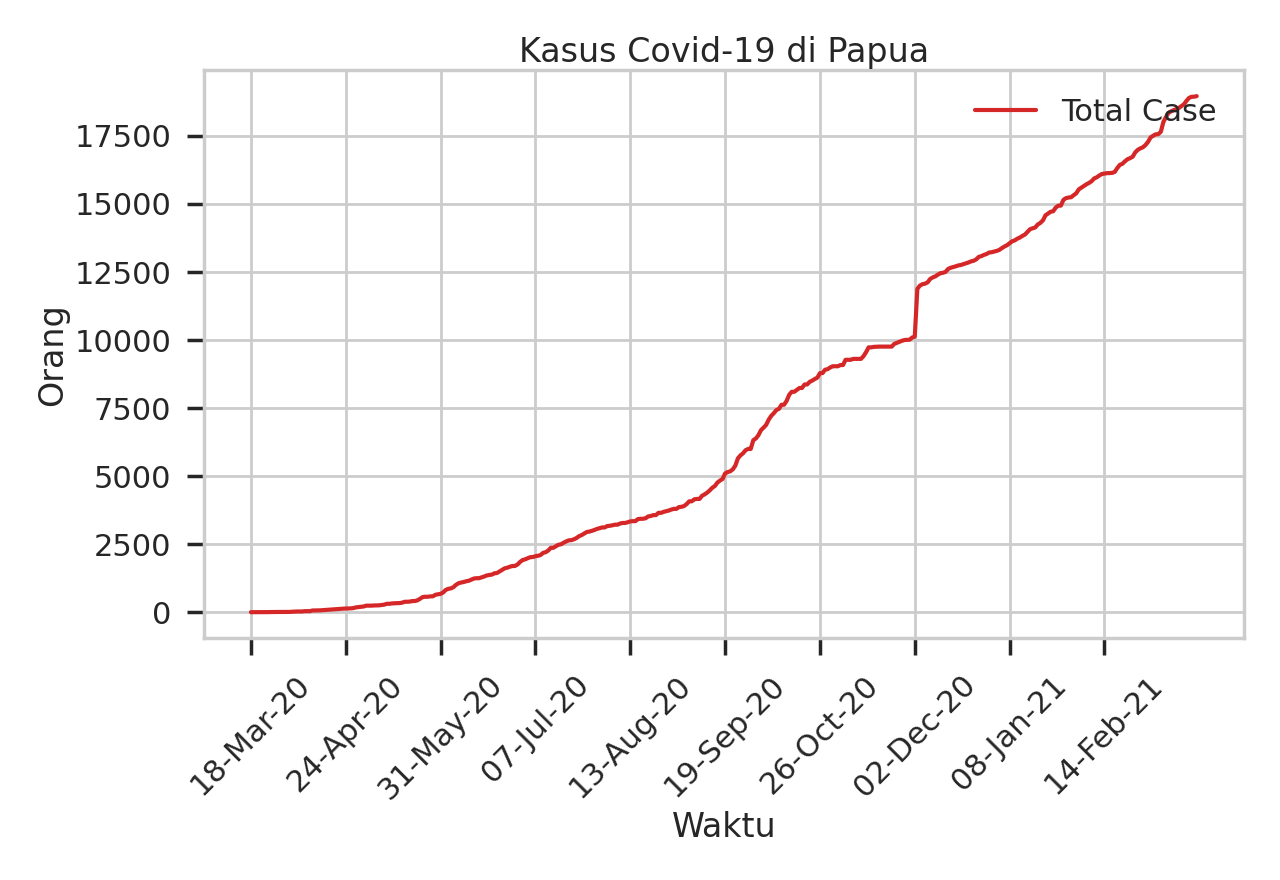 Kasus Covid-19 di Papua
Total Case
17500
15000
12500
10000
7500
5000
2500
0
Orang
18-Mar-20
24-Apr-20
31-May-20
07-Jul-20
13-Aug-20
19-Sep-20
26-Oct-20
02-Dec-20
08-Jan-21
14-Feb-21
Waktu